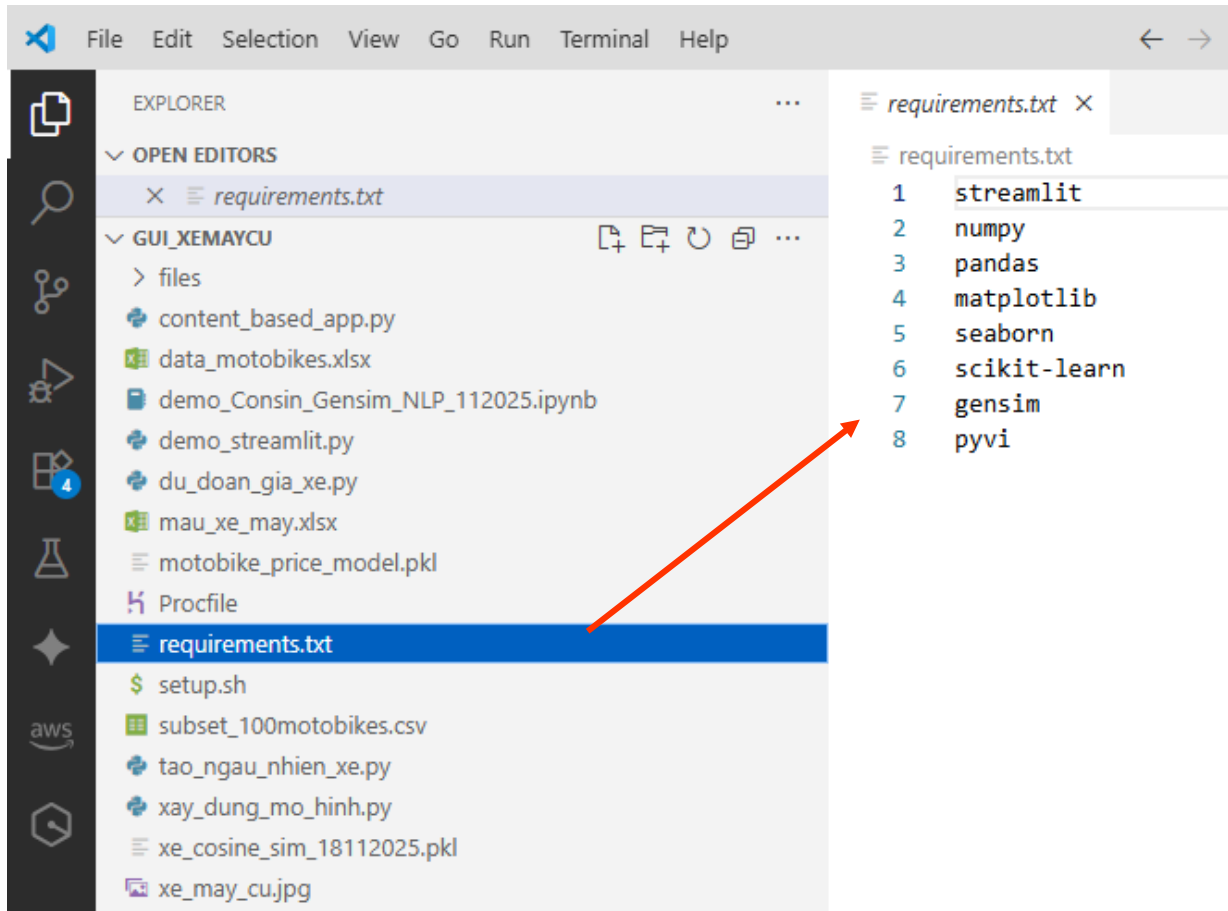 File Edit Selection View Go Run Terminal Help
EXPLORER
OPEN EDITORS
requirements.txt
GUI_XEMAYCU
files
content_based_app.py
data_motobikes.xlsx
demo_Consin_Gensim_NLP_112025.ipynb
demo_streamlit.py
du_doan_gia_xe.py
mau_xe_may.xlsx
motobike_price_model.pkl
Procfile
requirements.txt
setup.sh
subset_100motobikes.csv
tao_ngau_nhien_xe.py
xay_dung_mo_hinh.py
xe_cosine_sim_18112025.pkl
xe_may_cu.jpg
4
aws
requirements.txt
requirements.txt
1 streamlit
2 numpy
3 pandas
4 matplotlib
5 seaborn
6 scikit-learn
7 gensim
8 pyvi